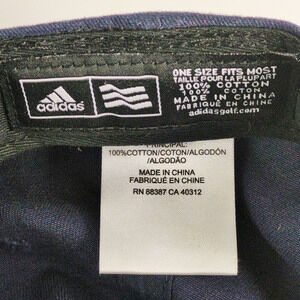 adidas
ONE SIZE FITS MOST
TAILLE POUR LA PLUPART
100% COTTON
100% COTON
MADE IN CHINA
FABRIQUÉ EN CHINE
adidasgolf.com
PRINCIPAL:
100%COTTON/COTON/ALGODÓN
/ALGODÃO
MADE IN CHINA
FABRIQUÉ EN CHINE
RN 88387 CA 40312